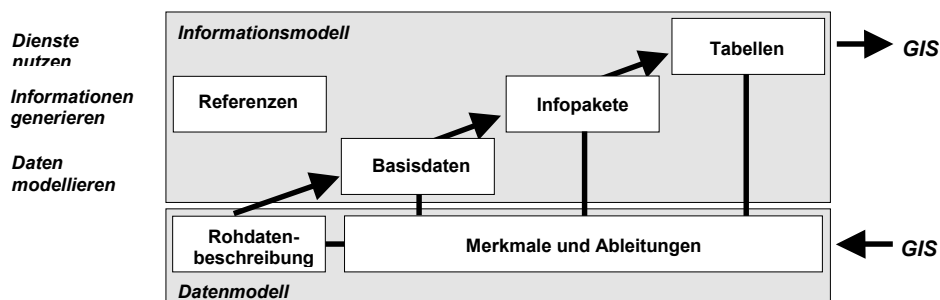 Informationsmodell
Dienste
nutzen
Tabellen
GIS
Informationen
generieren
Referenzen
Infopakete
Daten
modellieren
Basisdaten
Rohdaten-
beschreibung
Merkmale und Ableitungen
GIS
Datenmodell